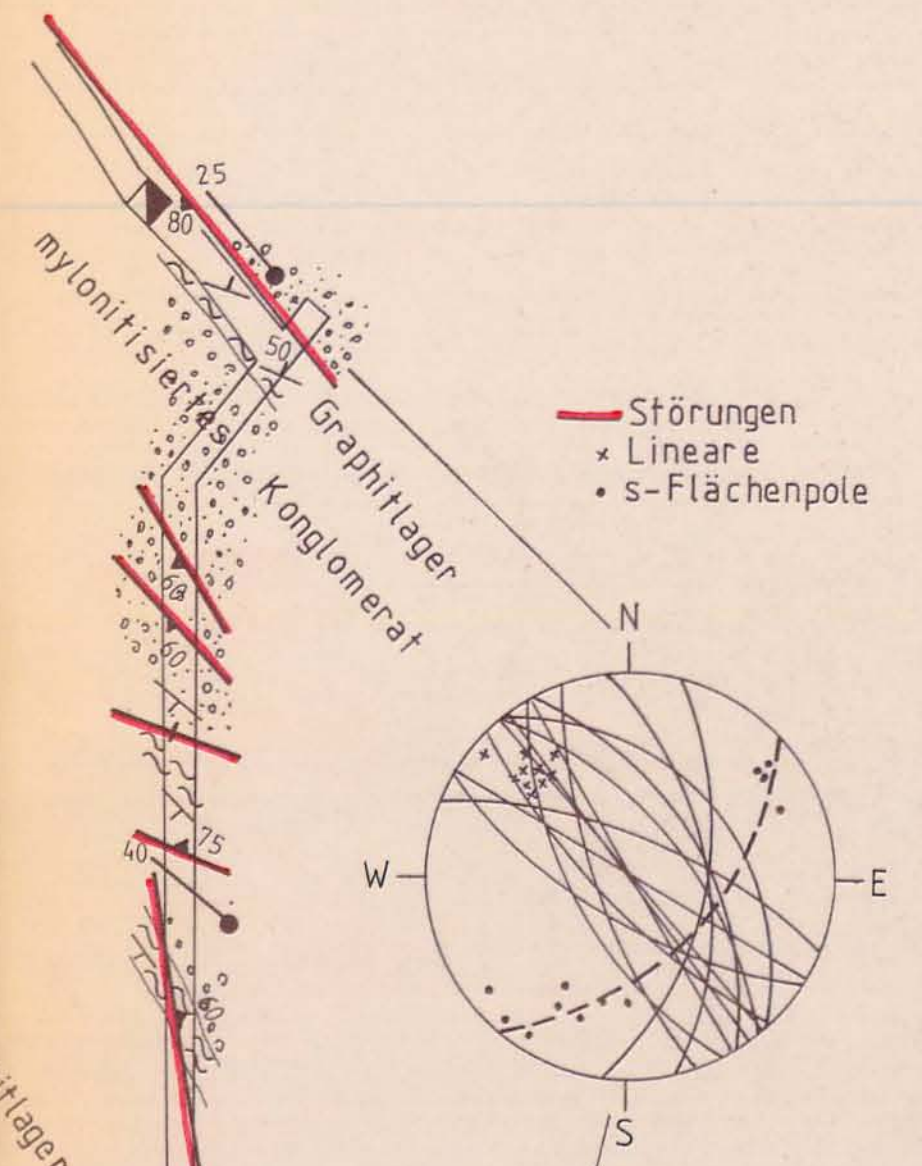 25
80
mylonitisiertes
50
Graphitlager
Konglomerat
Störungen
× Lineare
• s-Flächenpole
60
60
N
W
E
S
75
40
60